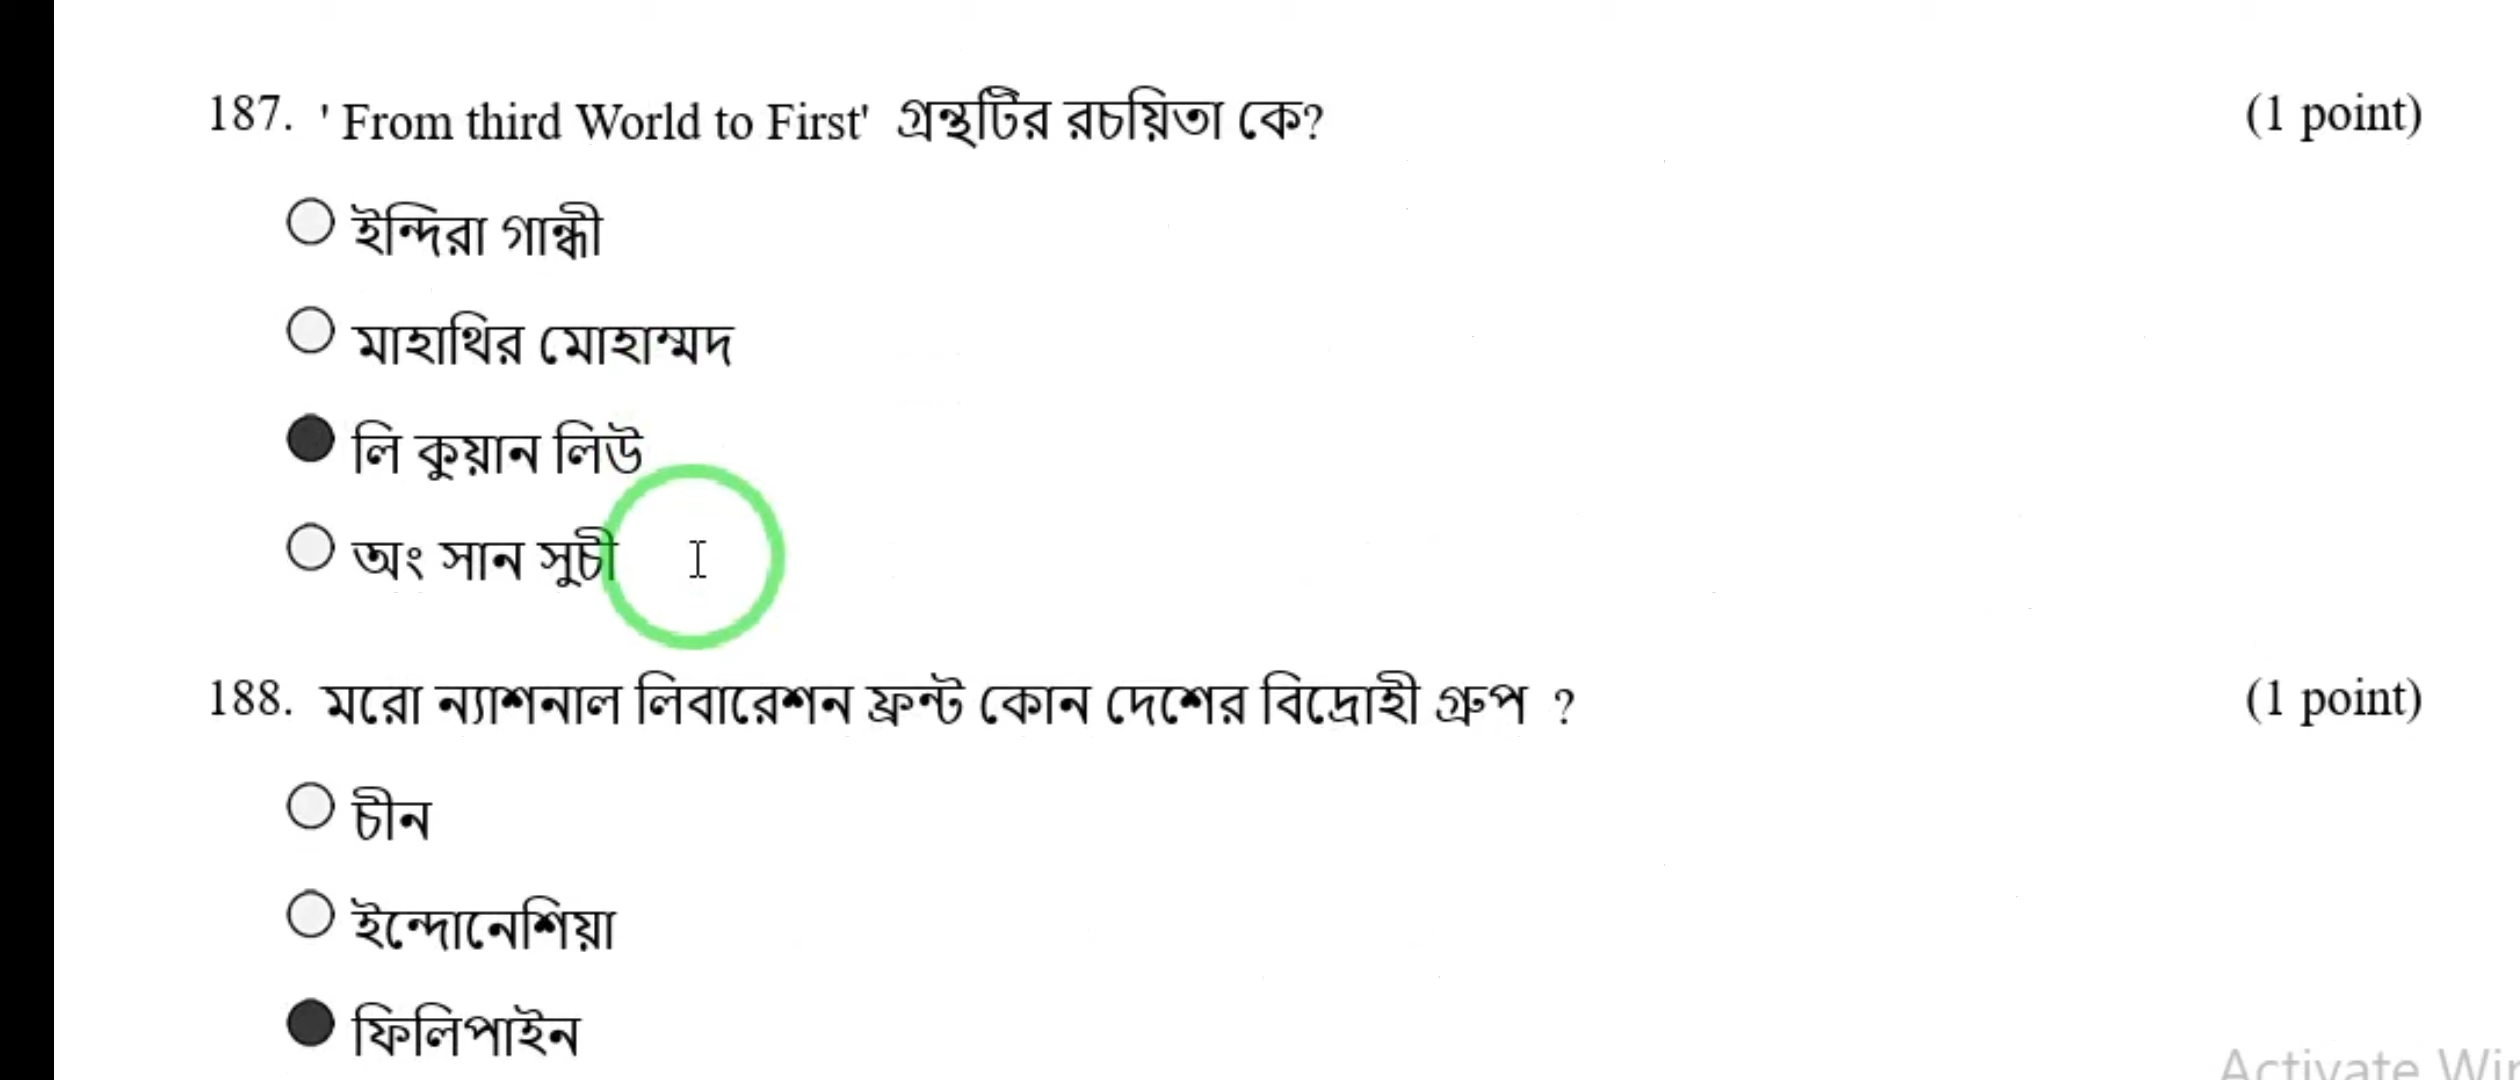 187. ' From third World to First' গ্রন্থটির রচয়িতা কে? (1 point)
ইন্দিরা গান্ধী
মাহাথির মোহাম্মদ
লি কুয়ান লিউ
অং সান সুচী
188. মরো ন্যাশনাল লিবারেশন ফ্রন্ট কোন দেশের বিদ্রোহী গ্রুপ ? (1 point)
চীন
ইন্দোনেশিয়া
ফিলিপাইন
Activate